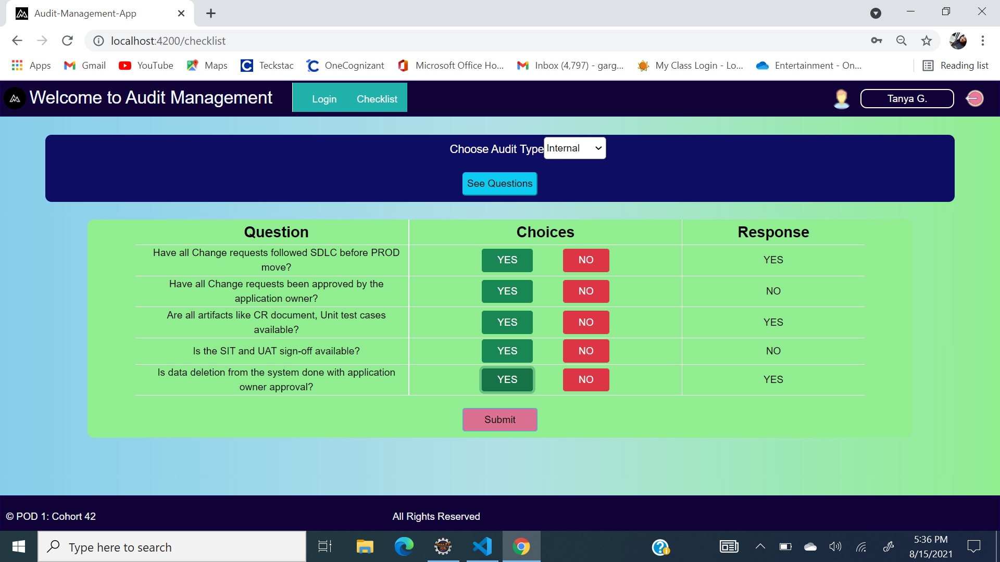 Audit-Management-App
localhost:4200/checklist
Apps Gmail YouTube Maps Teckstac OneCognizant Microsoft Office Ho... Inbox (4,797) - garg... My Class Login - Lo... Entertainment - On... Reading list
Welcome to Audit Management Login Checklist Tanya G.
Choose Audit Type Internal
See Questions
Question Choices Response
Have all Change requests followed SDLC before PROD
move?
YES NO YES
Have all Change requests been approved by the
application owner?
YES NO NO
Are all artifacts like CR document, Unit test cases
available?
YES NO YES
Is the SIT and UAT sign-off available? YES NO NO
Is data deletion from the system done with application
owner approval?
YES NO YES
Submit
© POD 1: Cohort 42 All Rights Reserved
Type here to search
5:36 PM
8/15/2021